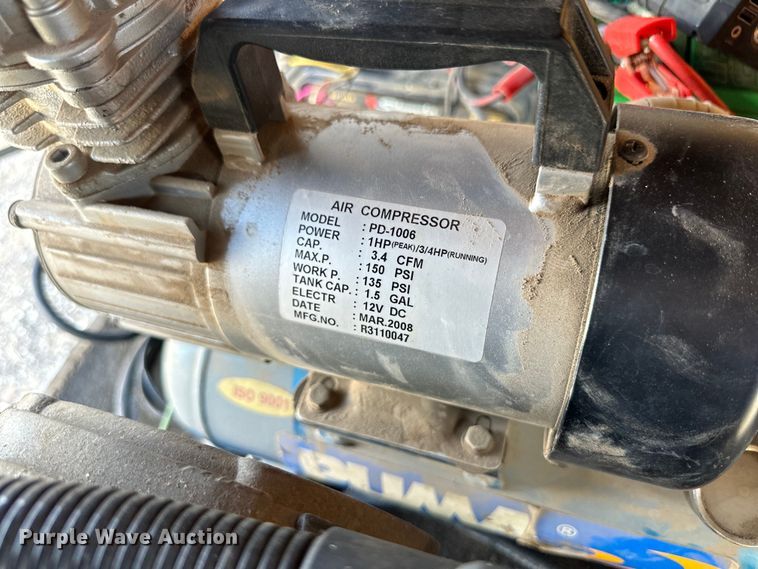 AIR COMPRESSOR
MODEL : PD-1006
POWER : 1HP(PEAK)/3/4HP(RUNNING)
CAP. : 3.4 CFM
MAX.P. : 150 PSI
WORK P. : 135 PSI
TANK CAP. : 1.5 GAL
ELECTR : 12V DC
DATE : MAR.2008
MFG.NO. : R3110047
ISO 9001
PUMA ®
Purple Wave Auction